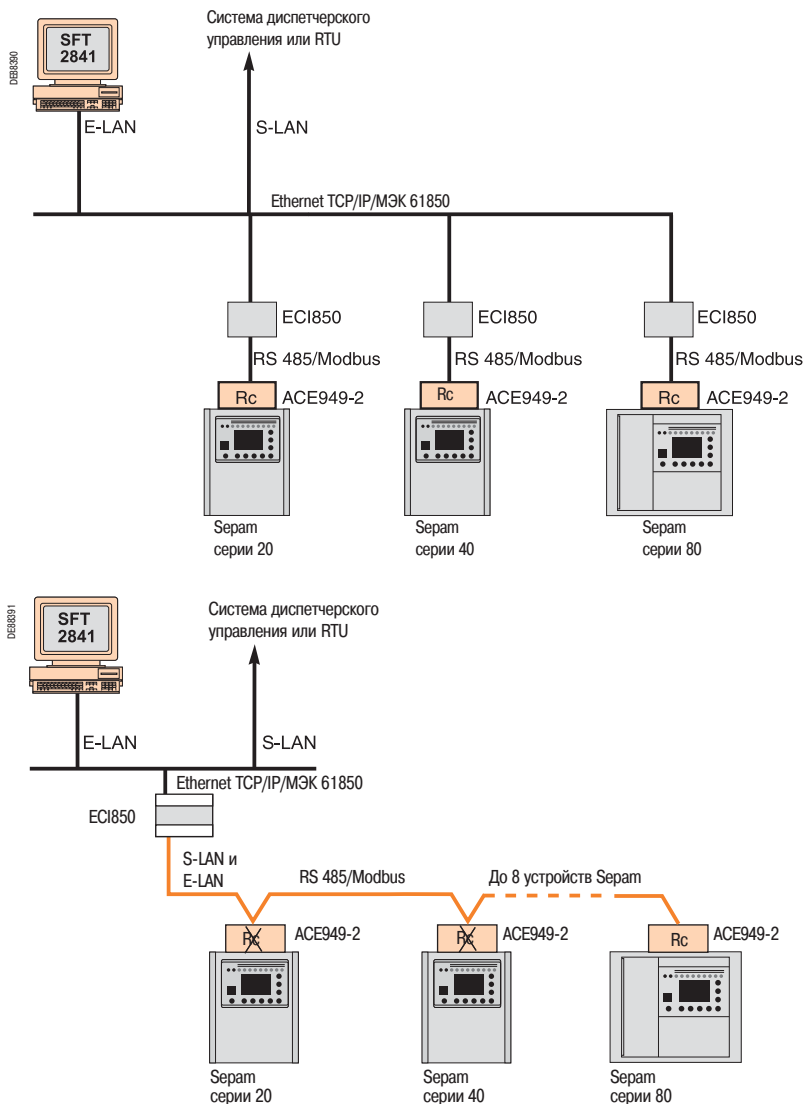 Система диспетчерского
управления или RTU
SFT
2841
DE88390
E-LAN
S-LAN
Ethernet TCP/IP/МЭК 61850
ECI850
ECI850
ECI850
RS 485/Modbus
RS 485/Modbus
RS 485/Modbus
Rc
ACE949-2
Rc
ACE949-2
Rc
ACE949-2
Sepam
серии 20
Sepam
серии 40
Sepam
серии 80
DE88391
SFT
2841
Система диспетчерского
управления или RTU
E-LAN
S-LAN
Ethernet TCP/IP/МЭК 61850
ECI850
S-LAN и
E-LAN
RS 485/Modbus
До 8 устройств Sepam
Rc
ACE949-2
Rc
ACE949-2
Rc
ACE949-2
Sepam
серии 20
Sepam
серии 40
Sepam
серии 80